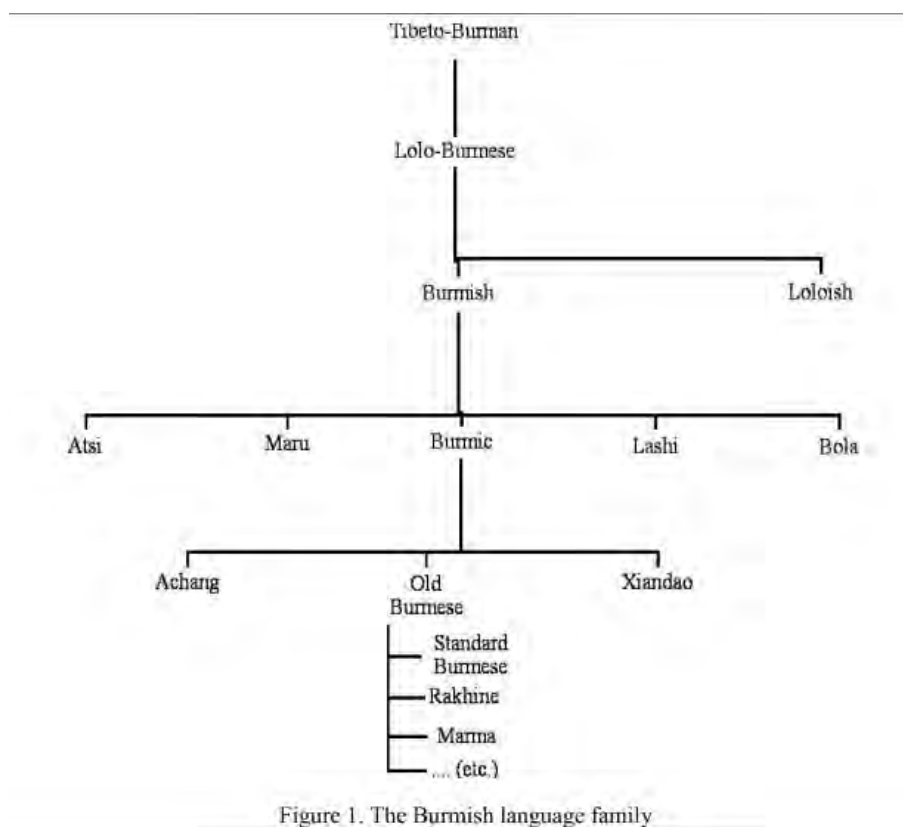 Tibeto-Burman
Lolo-Burmese
Burmish Loloish
Atsi Maru Burmic Lashi Bola
Achang Old Xiandao
Burmese
Standard
Burmese
Rakhine
Marma
.... (etc.)
Figure 1. The Burmish language family